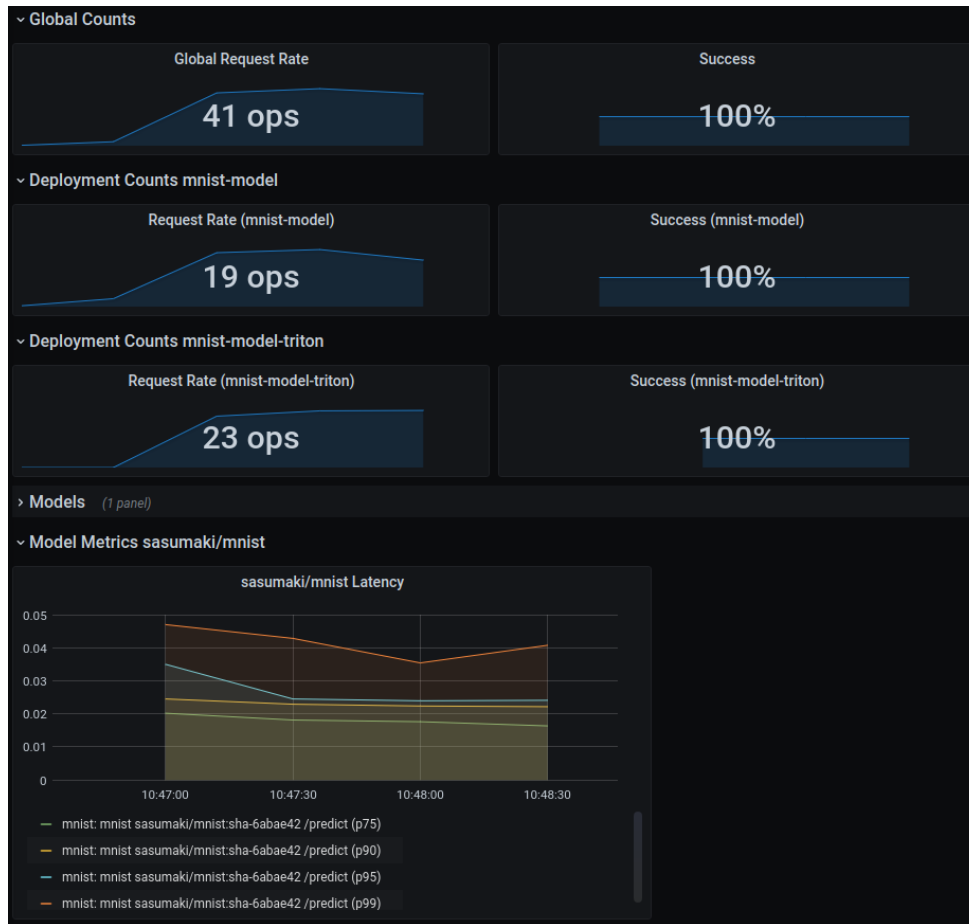 Global Counts
Global Request Rate
41 ops
Success
100%
Deployment Counts mnist-model
Request Rate (mnist-model)
19 ops
Success (mnist-model)
100%
Deployment Counts mnist-model-triton
Request Rate (mnist-model-triton)
23 ops
Success (mnist-model-triton)
100%
Models (1 panel)
Model Metrics sasumaki/mnist
sasumaki/mnist Latency
0.05
0.04
0.03
0.02
0.01
0
10:47:00 10:47:30 10:48:00 10:48:30
mnist: mnist sasumaki/mnist:sha-6abae42 /predict (p75)
mnist: mnist sasumaki/mnist:sha-6abae42 /predict (p90)
mnist: mnist sasumaki/mnist:sha-6abae42 /predict (p95)
mnist: mnist sasumaki/mnist:sha-6abae42 /predict (p99)